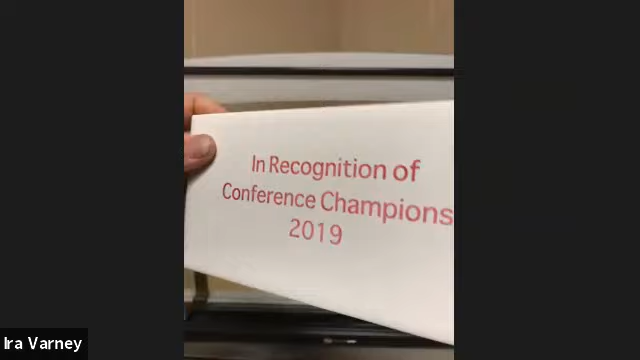 In Recognition of
Conference Champions
2019
Ira Varney